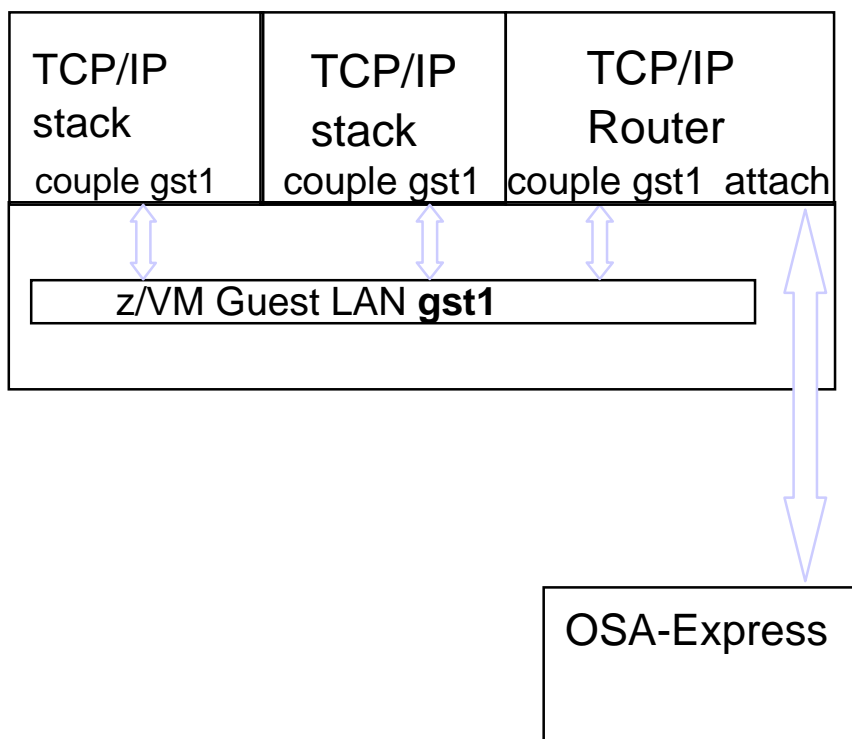 TCP/IP
stack
couple gst1
TCP/IP
stack
couple gst1
TCP/IP
Router
couple gst1 attach
z/VM Guest LAN gst1
OSA-Express